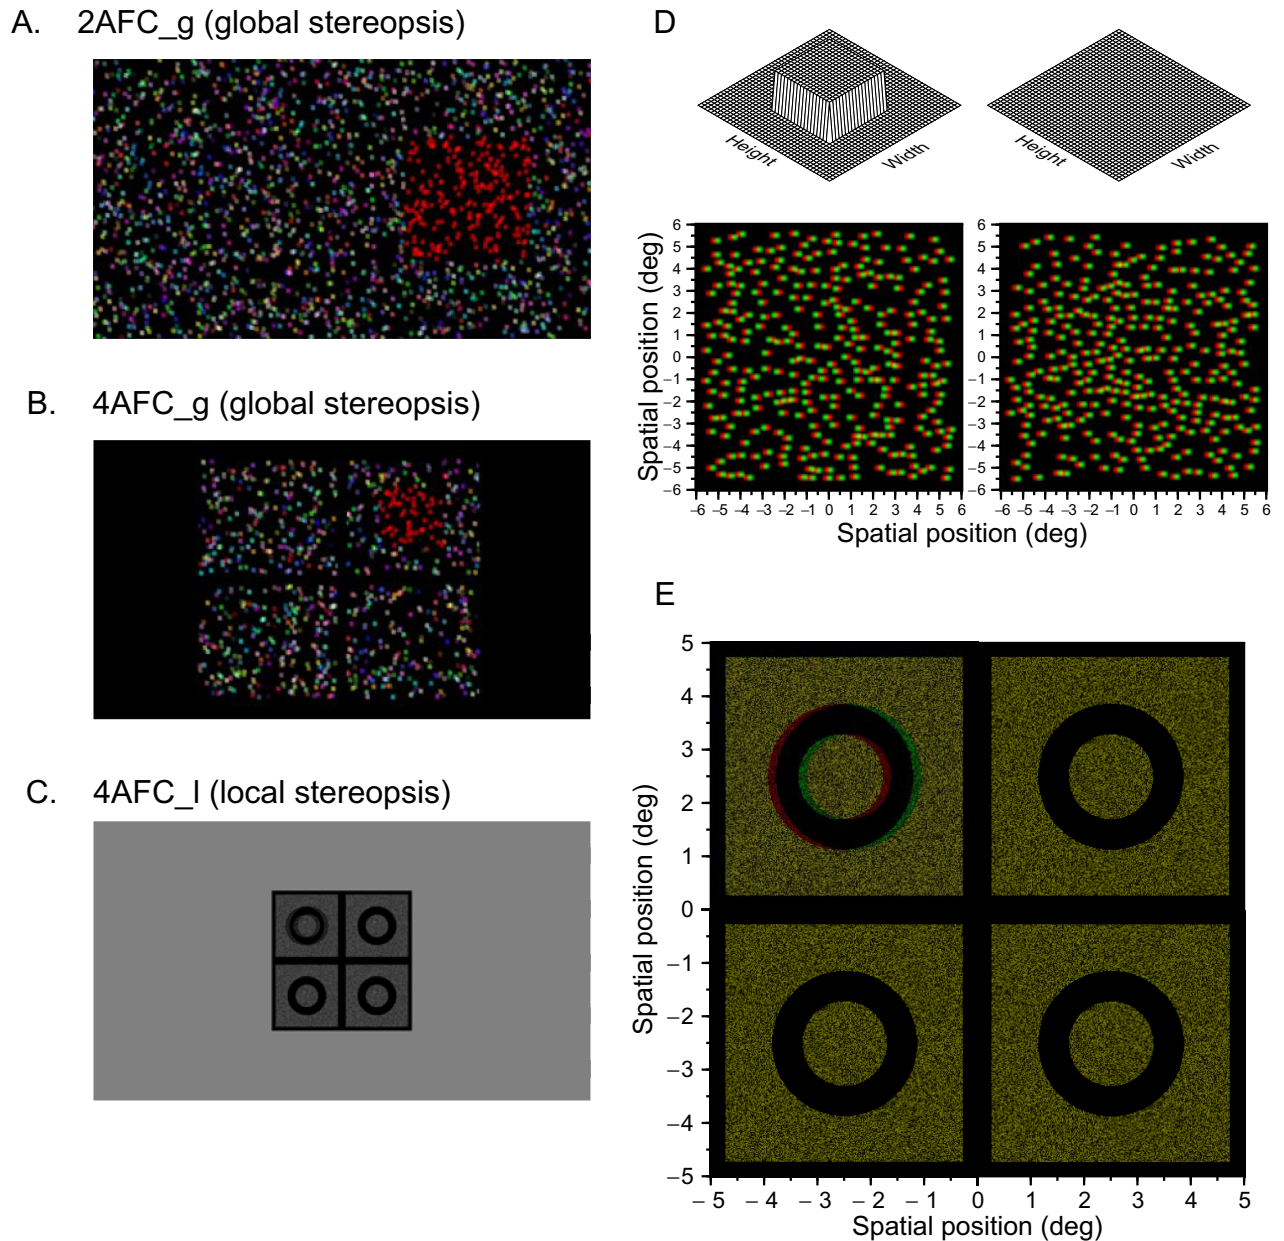 A. 2AFC_g (global stereopsis)
B. 4AFC_g (global stereopsis)
C. 4AFC_l (local stereopsis)
D
Height
Width
Height
Width
Spatial position (deg)
6
5
4
3
2
1
0
–1
–2
–3
–4
–5
–6
–6 –5 –4 –3 –2 –1 0 1 2 3 4 5 6
6
5
4
3
2
1
0
–1
–2
–3
–4
–5
–6
–6 –5 –4 –3 –2 –1 0 1 2 3 4 5 6
Spatial position (deg)
E
Spatial position (deg)
5
4
3
2
1
0
–1
–2
–3
–4
–5
– 5 – 4 – 3 – 2 – 1 0 1 2 3 4 5
Spatial position (deg)